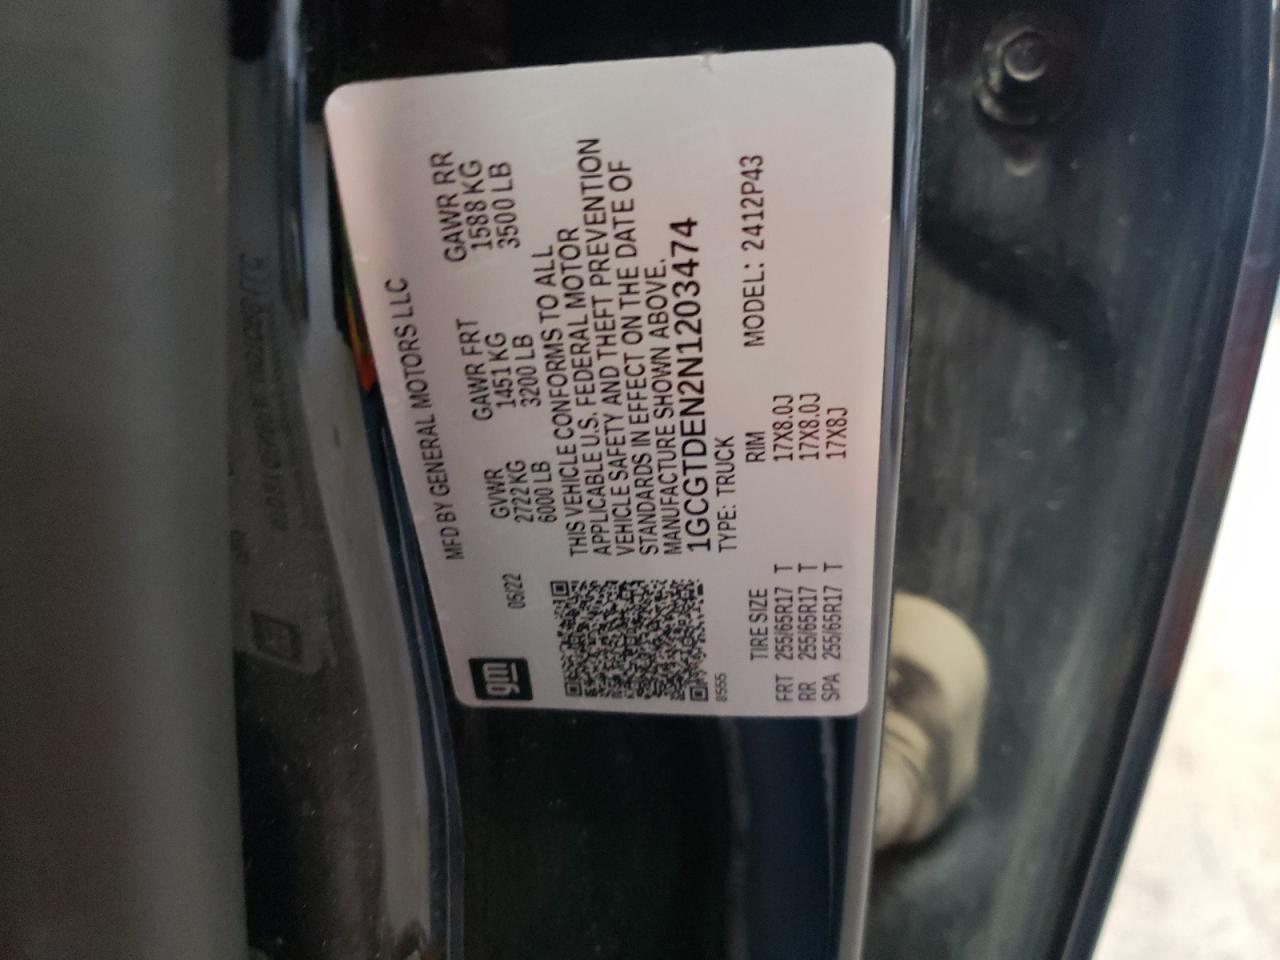 gm
MFD BY GENERAL MOTORS LLC
05/22
GVWR GAWR FRT GAWR RR
2722 KG 1451 KG 1588 KG
6000 LB 3200 LB 3500 LB
THIS VEHICLE CONFORMS TO ALL
APPLICABLE U.S. FEDERAL MOTOR
VEHICLE SAFETY AND THEFT PREVENTION
STANDARDS IN EFFECT ON THE DATE OF
MANUFACTURE SHOWN ABOVE.
1GCGTDEN2N1203474
8555
TYPE: TRUCK
TIRE SIZE RIM MODEL: 2412P43
FRT 255/65R17 T 17X8.0J
RR 255/65R17 T 17X8.0J
SPA 255/65R17 T 17X8J